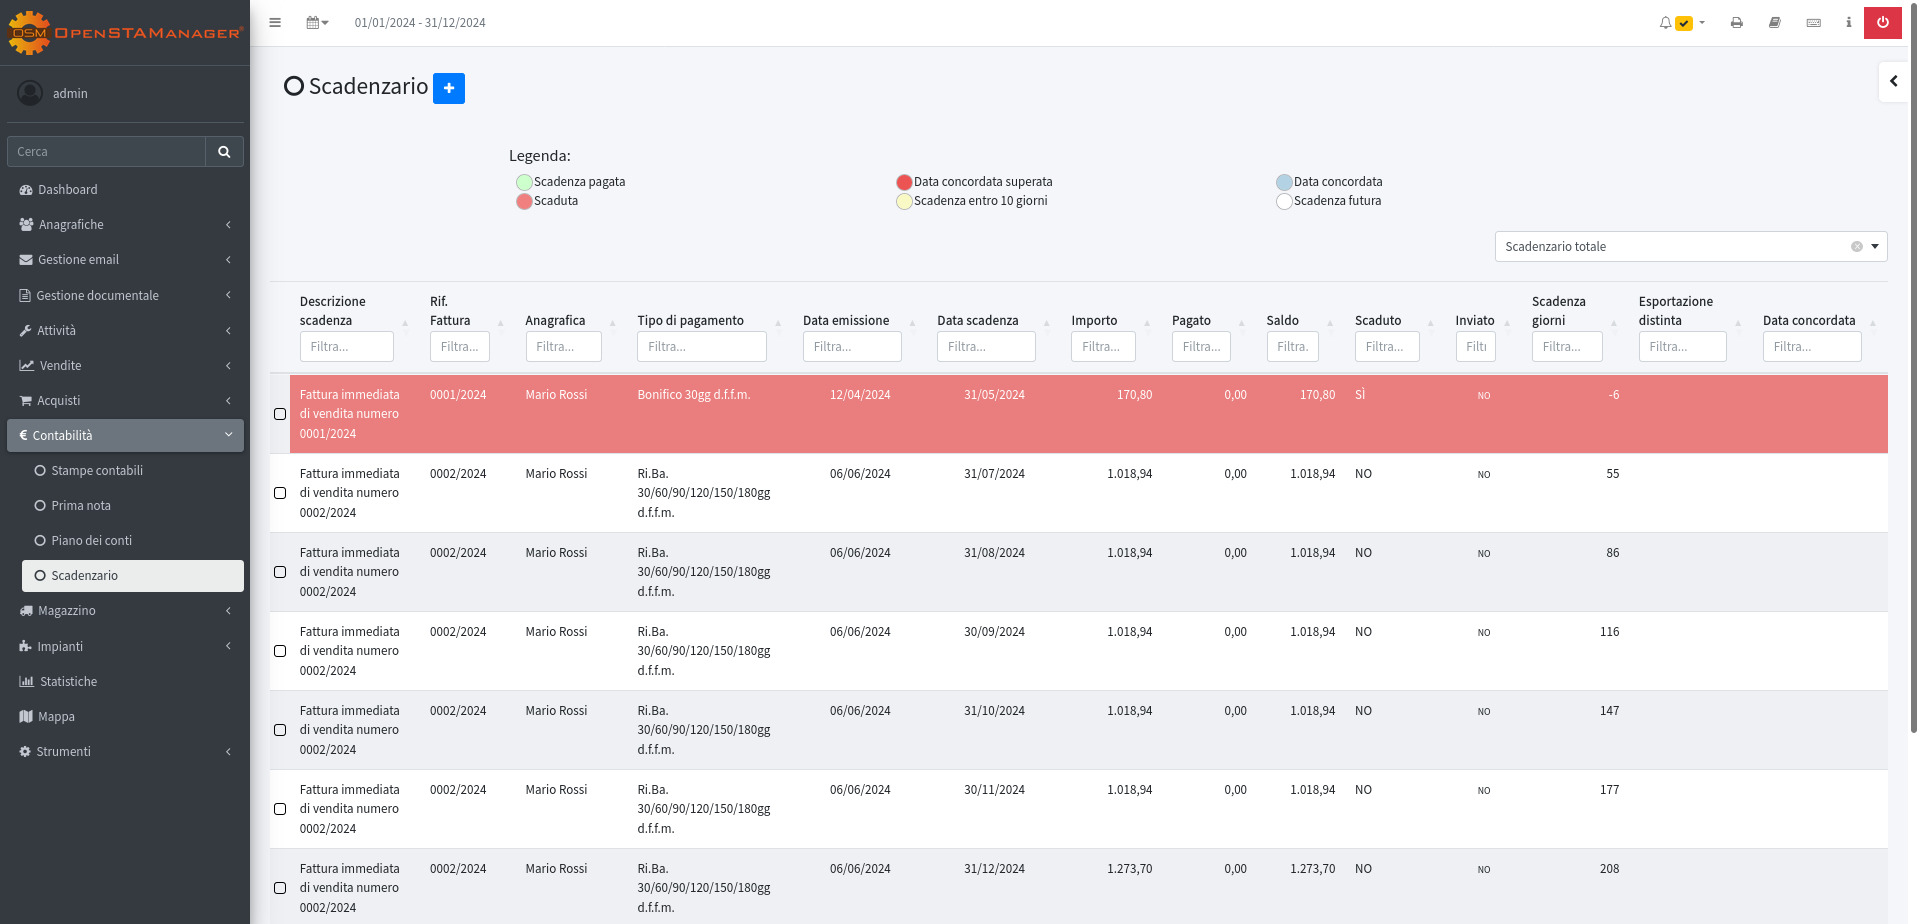 OSM OpenSTAManager®
01/01/2024 - 31/12/2024
admin
Cerca
Dashboard
Anagrafiche
Gestione email
Gestione documentale
Attività
Vendite
Acquisti
Contabilità
Stampe contabili
Prima nota
Piano dei conti
Scadenzario
Magazzino
Impianti
Statistiche
Mappa
Strumenti
Scadenzario
Legenda:
Scadenza pagata
Data concordata superata
Data concordata
Scaduta
Scadenza entro 10 giorni
Scadenza futura
Scadenzario totale
Descrizione scadenza Rif. Fattura Anagrafica Tipo di pagamento Data emissione Data scadenza Importo Pagato Saldo Scaduto Inviato Scadenza giorni Esportazione distinta Data concordata
Filtra... Filtra... Filtra... Filtra... Filtra... Filtra... Filtra... Filtra... Filtra. Filtra... Filtr Filtra... Filtra... Filtra...
Fattura immediata 0001/2024 Mario Rossi Bonifico 30gg d.f.f.m. 12/04/2024 31/05/2024 170,80 0,00 170,80 SÌ NO -6
di vendita numero
0001/2024
Fattura immediata 0002/2024 Mario Rossi Ri.Ba. 06/06/2024 31/07/2024 1.018,94 0,00 1.018,94 NO NO 55
di vendita numero 30/60/90/120/150/180gg
0002/2024 d.f.f.m.
Fattura immediata 0002/2024 Mario Rossi Ri.Ba. 06/06/2024 31/08/2024 1.018,94 0,00 1.018,94 NO NO 86
di vendita numero 30/60/90/120/150/180gg
0002/2024 d.f.f.m.
Fattura immediata 0002/2024 Mario Rossi Ri.Ba. 06/06/2024 30/09/2024 1.018,94 0,00 1.018,94 NO NO 116
di vendita numero 30/60/90/120/150/180gg
0002/2024 d.f.f.m.
Fattura immediata 0002/2024 Mario Rossi Ri.Ba. 06/06/2024 31/10/2024 1.018,94 0,00 1.018,94 NO NO 147
di vendita numero 30/60/90/120/150/180gg
0002/2024 d.f.f.m.
Fattura immediata 0002/2024 Mario Rossi Ri.Ba. 06/06/2024 30/11/2024 1.018,94 0,00 1.018,94 NO NO 177
di vendita numero 30/60/90/120/150/180gg
0002/2024 d.f.f.m.
Fattura immediata 0002/2024 Mario Rossi Ri.Ba. 06/06/2024 31/12/2024 1.273,70 0,00 1.273,70 NO NO 208
di vendita numero 30/60/90/120/150/180gg
0002/2024 d.f.f.m.